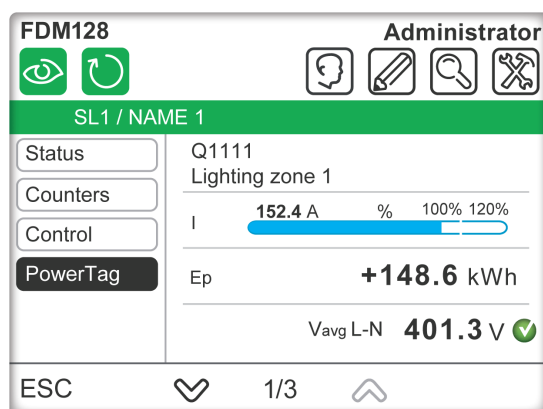 FDM128 Administrator
SL1 / NAME 1
Status
Counters
Control
PowerTag
Q1111
Lighting zone 1
I 152.4 A % 100% 120%
Ep +148.6 kWh
Vavg L-N 401.3 V
ESC 1/3